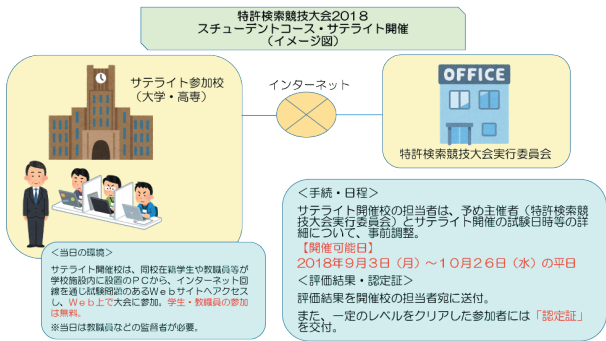 特許検索競技大会2018
スチューデントコース・サテライト開催
（イメージ図）
サテライト参加校
（大学・高専）
インターネット
OFFICE
特許検索競技大会実行委員会
＜当日の環境＞
サテライト開催校は、同校在籍学生や教職員等が
学校施設内に設置のＰＣから、インターネット回
線を通し試験問題のあるＷｅｂサイトへアクセス
し、Ｗｅｂ上で大会に参加。学生・教職員の参加
は無料。
※当日は教職員などの監督者が必要。
＜手続・日程＞
サテライト開催校の担当者は、予め主催者（特許検索競
技大会実行委員会）とサテライト開催の試験日時等の詳
細について、事前調整。
【開催可能日】
2018年９月３日（月）～１０月２６日（水）の平日
＜評価結果・認定証＞
評価結果を開催校の担当者宛に送付。
また、一定のレベルをクリアした参加者には「認定証」
を交付。